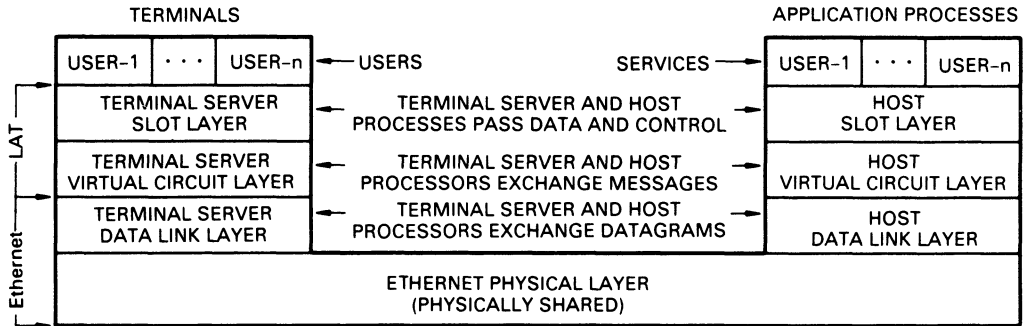 TERMINALS
APPLICATION PROCESSES
USER–1 · · · USER–n
USERS
SERVICES
USER–1 · · · USER–n
TERMINAL SERVER
SLOT LAYER
TERMINAL SERVER AND HOST
PROCESSES PASS DATA AND CONTROL
HOST
SLOT LAYER
LAT
TERMINAL SERVER
VIRTUAL CIRCUIT LAYER
TERMINAL SERVER AND HOST
PROCESSORS EXCHANGE MESSAGES
HOST
VIRTUAL CIRCUIT LAYER
TERMINAL SERVER
DATA LINK LAYER
TERMINAL SERVER AND HOST
PROCESSORS EXCHANGE DATAGRAMS
HOST
DATA LINK LAYER
Ethernet
ETHERNET PHYSICAL LAYER
(PHYSICALLY SHARED)